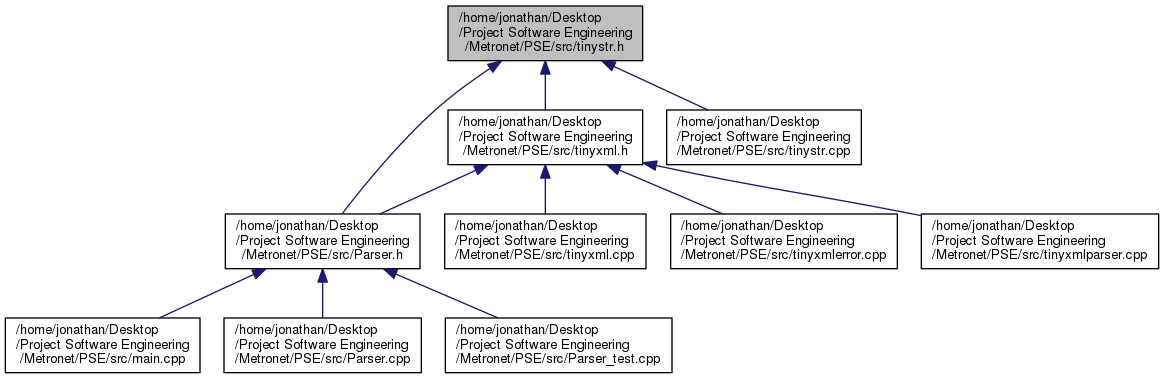 /home/jonathan/Desktop
/Project Software Engineering
/Metronet/PSE/src/tinystr.h
/home/jonathan/Desktop
/Project Software Engineering
/Metronet/PSE/src/tinyxml.h
/home/jonathan/Desktop
/Project Software Engineering
/Metronet/PSE/src/tinystr.cpp
/home/jonathan/Desktop
/Project Software Engineering
/Metronet/PSE/src/Parser.h
/home/jonathan/Desktop
/Project Software Engineering
/Metronet/PSE/src/tinyxml.cpp
/home/jonathan/Desktop
/Project Software Engineering
/Metronet/PSE/src/tinyxmlerror.cpp
/home/jonathan/Desktop
/Project Software Engineering
/Metronet/PSE/src/tinyxmlparser.cpp
/home/jonathan/Desktop
/Project Software Engineering
/Metronet/PSE/src/main.cpp
/home/jonathan/Desktop
/Project Software Engineering
/Metronet/PSE/src/Parser.cpp
/home/jonathan/Desktop
/Project Software Engineering
/Metronet/PSE/src/Parser_test.cpp